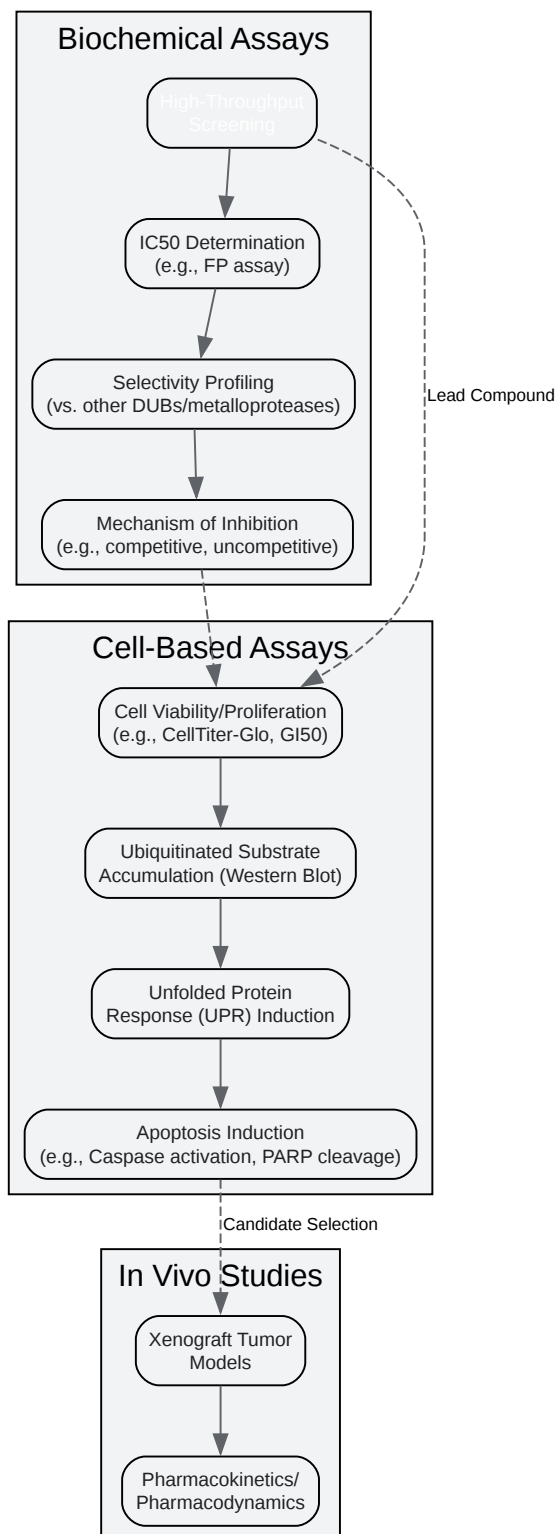 Biochemical Assays
High-Throughput
Screening
IC50 Determination
(e.g., FP assay)
Selectivity Profiling
(vs. other DUBs/metalloproteases)
Lead Compound
Mechanism of Inhibition
(e.g., competitive, uncompetitive)
Cell-Based Assays
Cell Viability/Proliferation
(e.g., CellTiter-Glo, GI50)
Ubiquitinated Substrate
Accumulation (Western Blot)
Unfolded Protein
Response (UPR) Induction
Apoptosis Induction
(e.g., Caspase activation, PARP cleavage)
Candidate Selection
In Vivo Studies
Xenograft Tumor
Models
Pharmacokinetics/
Pharmacodynamics